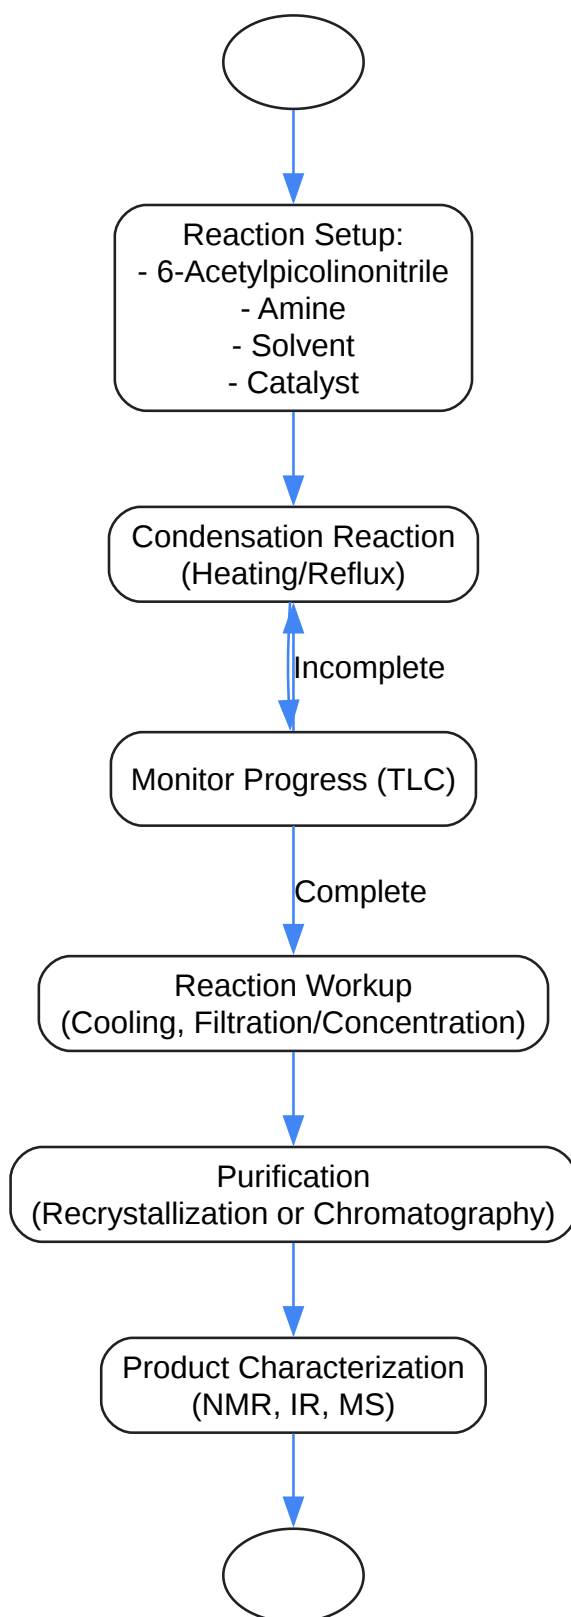 Reaction Setup:
- 6-Acetylpicolinonitrile
- Amine
- Solvent
- Catalyst
Condensation Reaction
(Heating/Reflux)
Incomplete
Monitor Progress (TLC)
Complete
Reaction Workup
(Cooling, Filtration/Concentration)
Purification
(Recrystallization or Chromatography)
Product Characterization
(NMR, IR, MS)